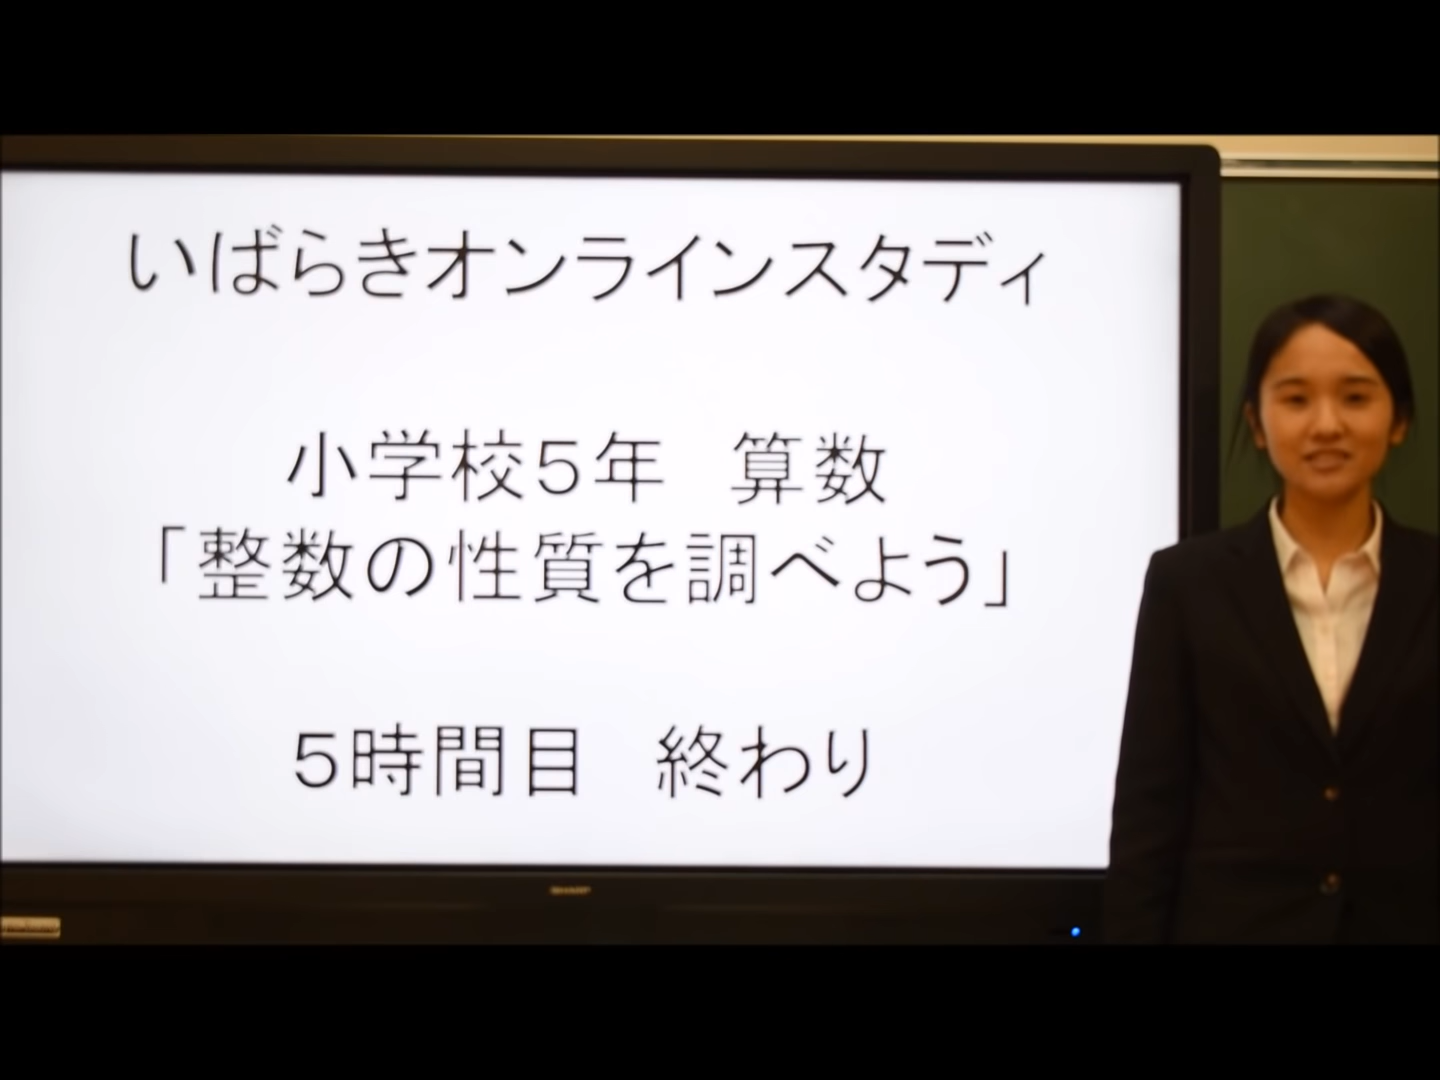 いばらきオンラインスタディ
小学校5年　算数
「整数の性質を調べよう」
5時間目　終わり
SHARP